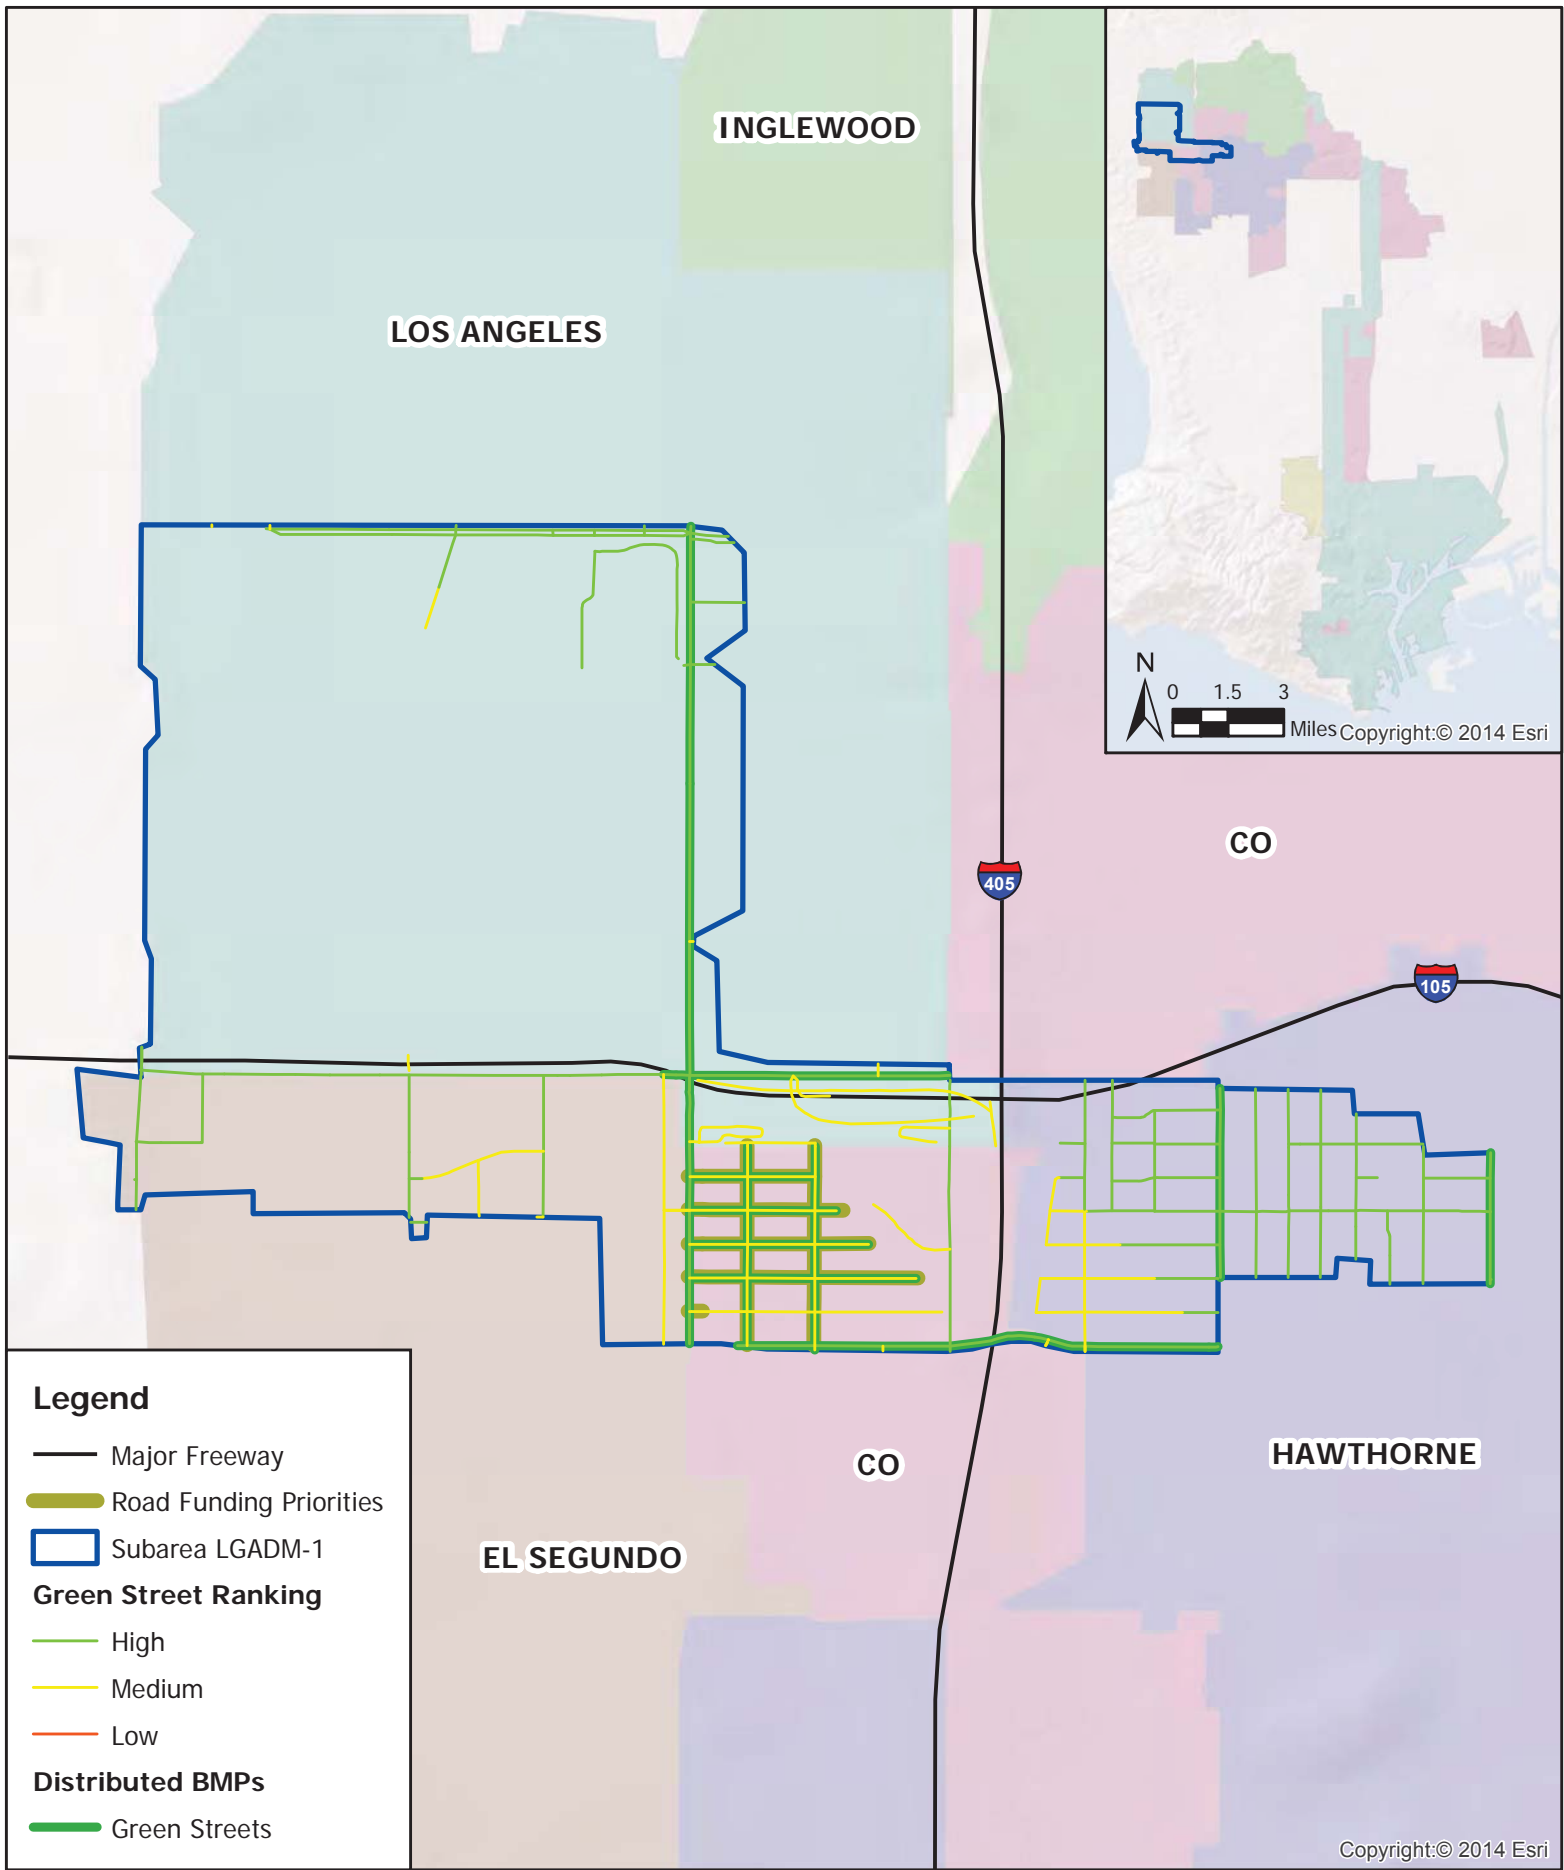 INGLEWOOD
LOS ANGELES
N
0 1.5 3
Miles
Copyright:© 2014 Esri
CO
405
105
HAWTHORNE
CO
EL SEGUNDO
Legend
Major Freeway
Road Funding Priorities
Subarea LGADM-1
Green Street Ranking
High
Medium
Low
Distributed BMPs
Green Streets
Copyright:© 2014 Esri